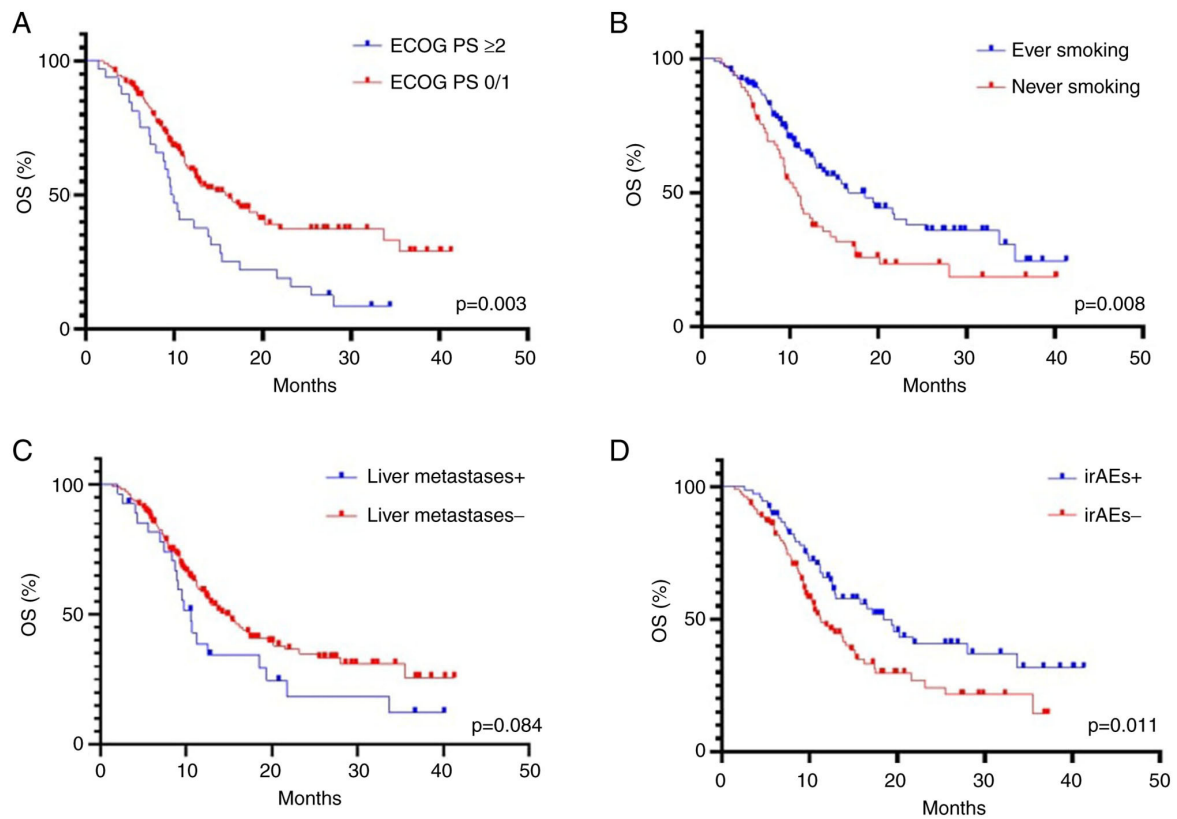 A
ECOG PS ≥2
ECOG PS 0/1
100
50
0
OS (%)
p=0.003
0 10 20 30 40 50
Months
B
Ever smoking
Never smoking
100
50
0
OS (%)
p=0.008
0 10 20 30 40 50
Months
C
Liver metastases+
Liver metastases−
100
50
0
OS (%)
p=0.084
0 10 20 30 40 50
Months
D
irAEs+
irAEs−
100
50
0
OS (%)
p=0.011
0 10 20 30 40 50
Months